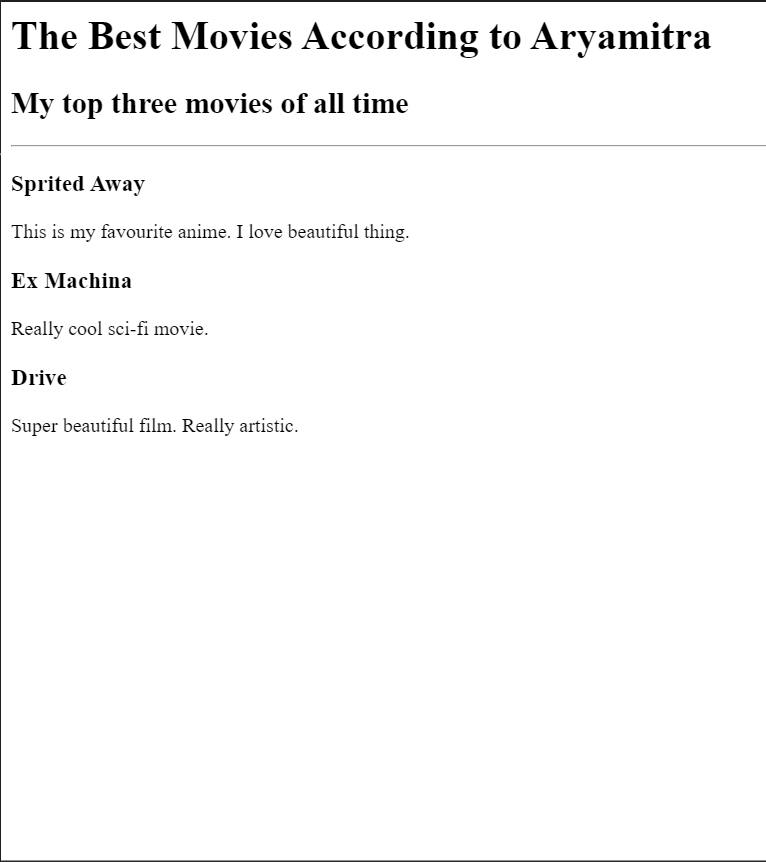 The Best Movies According to Aryamitra
My top three movies of all time
Sprited Away
This is my favourite anime. I love beautiful thing.
Ex Machina
Really cool sci-fi movie.
Drive
Super beautiful film. Really artistic.